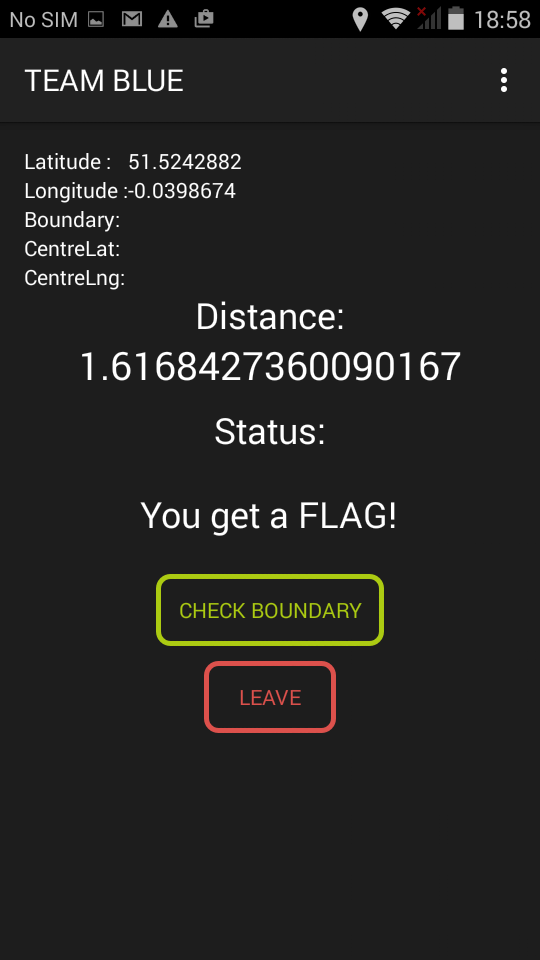 No SIM 18:58
TEAM BLUE
Latitude : 51.5242882
Longitude :-0.0398674
Boundary:
CentreLat:
CentreLng:
Distance:
1.6168427360090167
Status:
You get a FLAG!
CHECK BOUNDARY
LEAVE